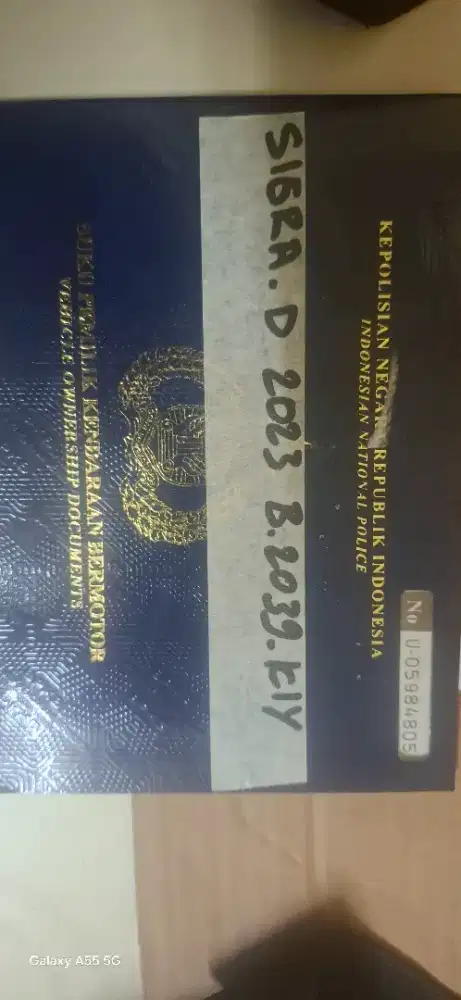 KEPOLISIAN NEGARA REPUBLIK INDONESIA
INDONESIAN NATIONAL POLICE
No U-05984805
SIGRA. D 2023 B.2039.KIY
BUKU PEMILIK KENDARAAN BERMOTOR
VEHICLE OWNERSHIP DOCUMENTS
Galaxy A55 5G